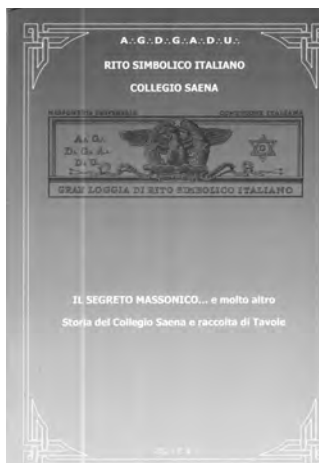 A∴G∴D∴G∴A∴D∴U∴
RITO SIMBOLICO ITALIANO
COLLEGIO SAENA
MASSONERIA UNIVERSALE COMUNIONE ITALIANA
A∴ G∴
D∴ G∴ A∴
D∴ U∴
GRAN LOGGIA DI RITO SIMBOLICO ITALIANO
IL SEGRETO MASSONICO... e molto altro
Storia del Collegio Saena e raccolta di Tavole